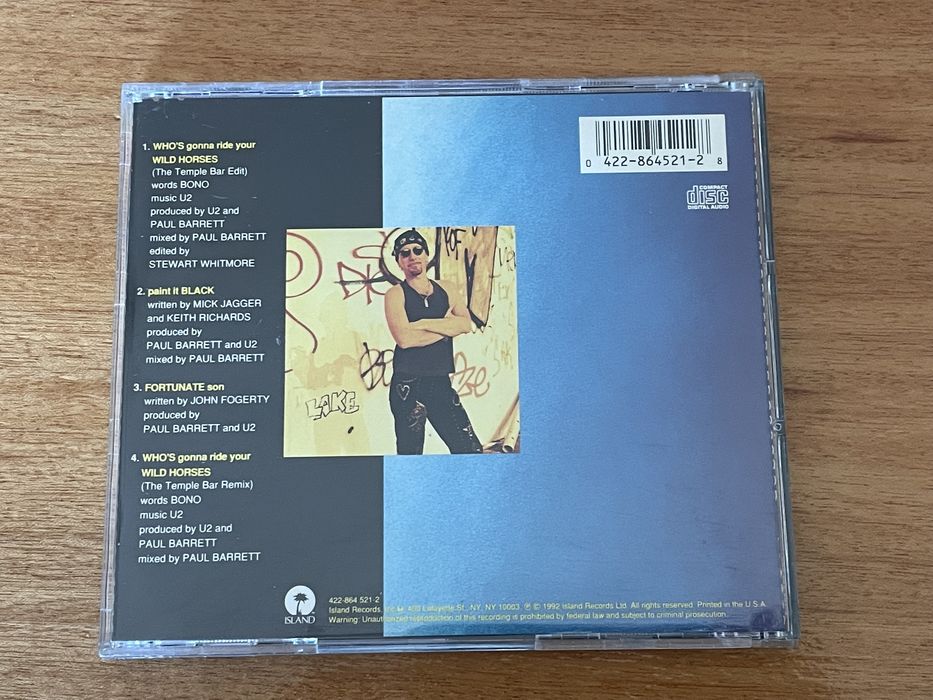 1. WHO'S gonna ride your
WILD HORSES
(The Temple Bar Edit)
words BONO
music U2
produced by U2 and
PAUL BARRETT
mixed by PAUL BARRETT
edited by
STEWART WHITMORE
2. paint it BLACK
written by MICK JAGGER
and KEITH RICHARDS
produced by
PAUL BARRETT and U2
mixed by PAUL BARRETT
3. FORTUNATE son
written by JOHN FOGERTY
produced by
PAUL BARRETT and U2
4. WHO'S gonna ride your
WILD HORSES
(The Temple Bar Remix)
words BONO
music U2
produced by U2 and
PAUL BARRETT
mixed by PAUL BARRETT
0 422-864521-2 8
COMPACT
disc
DIGITAL AUDIO
LAKE
ISLAND
422-864 521-2
Island Records, Inc. 400 Lafayette St., NY, NY 10003 ℗ © 1992 Island Records Ltd. All rights reserved. Printed in the U S A
Warning: Unauthorized reproduction of this recording is prohibited by federal law and subject to criminal prosecution.